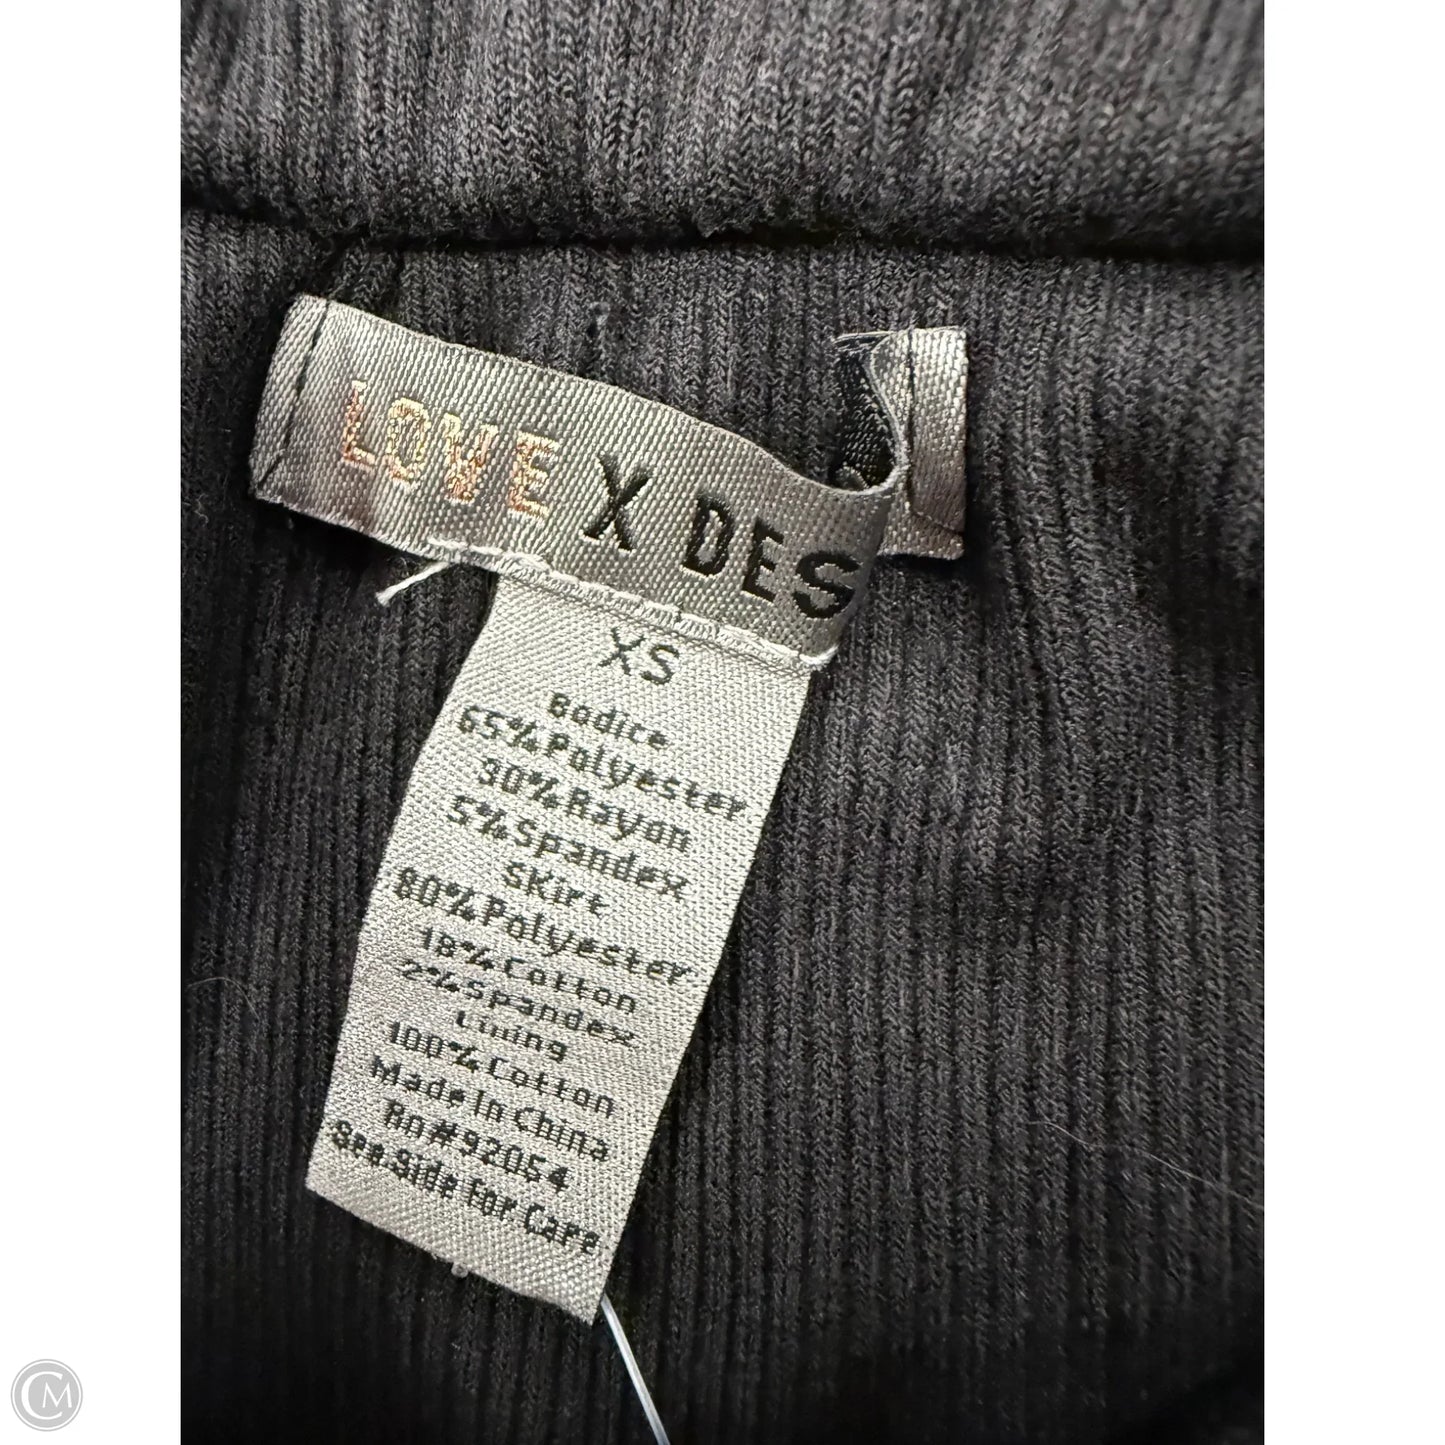 LOVE X DES
XS
Bodice
65% Polyester
30% Rayon
5% Spandex
Skirt
80% Polyester
18% Cotton
2% Spandex
Lining
100% Cotton
Made In China
Rn# 92054
See Side For Care
CM